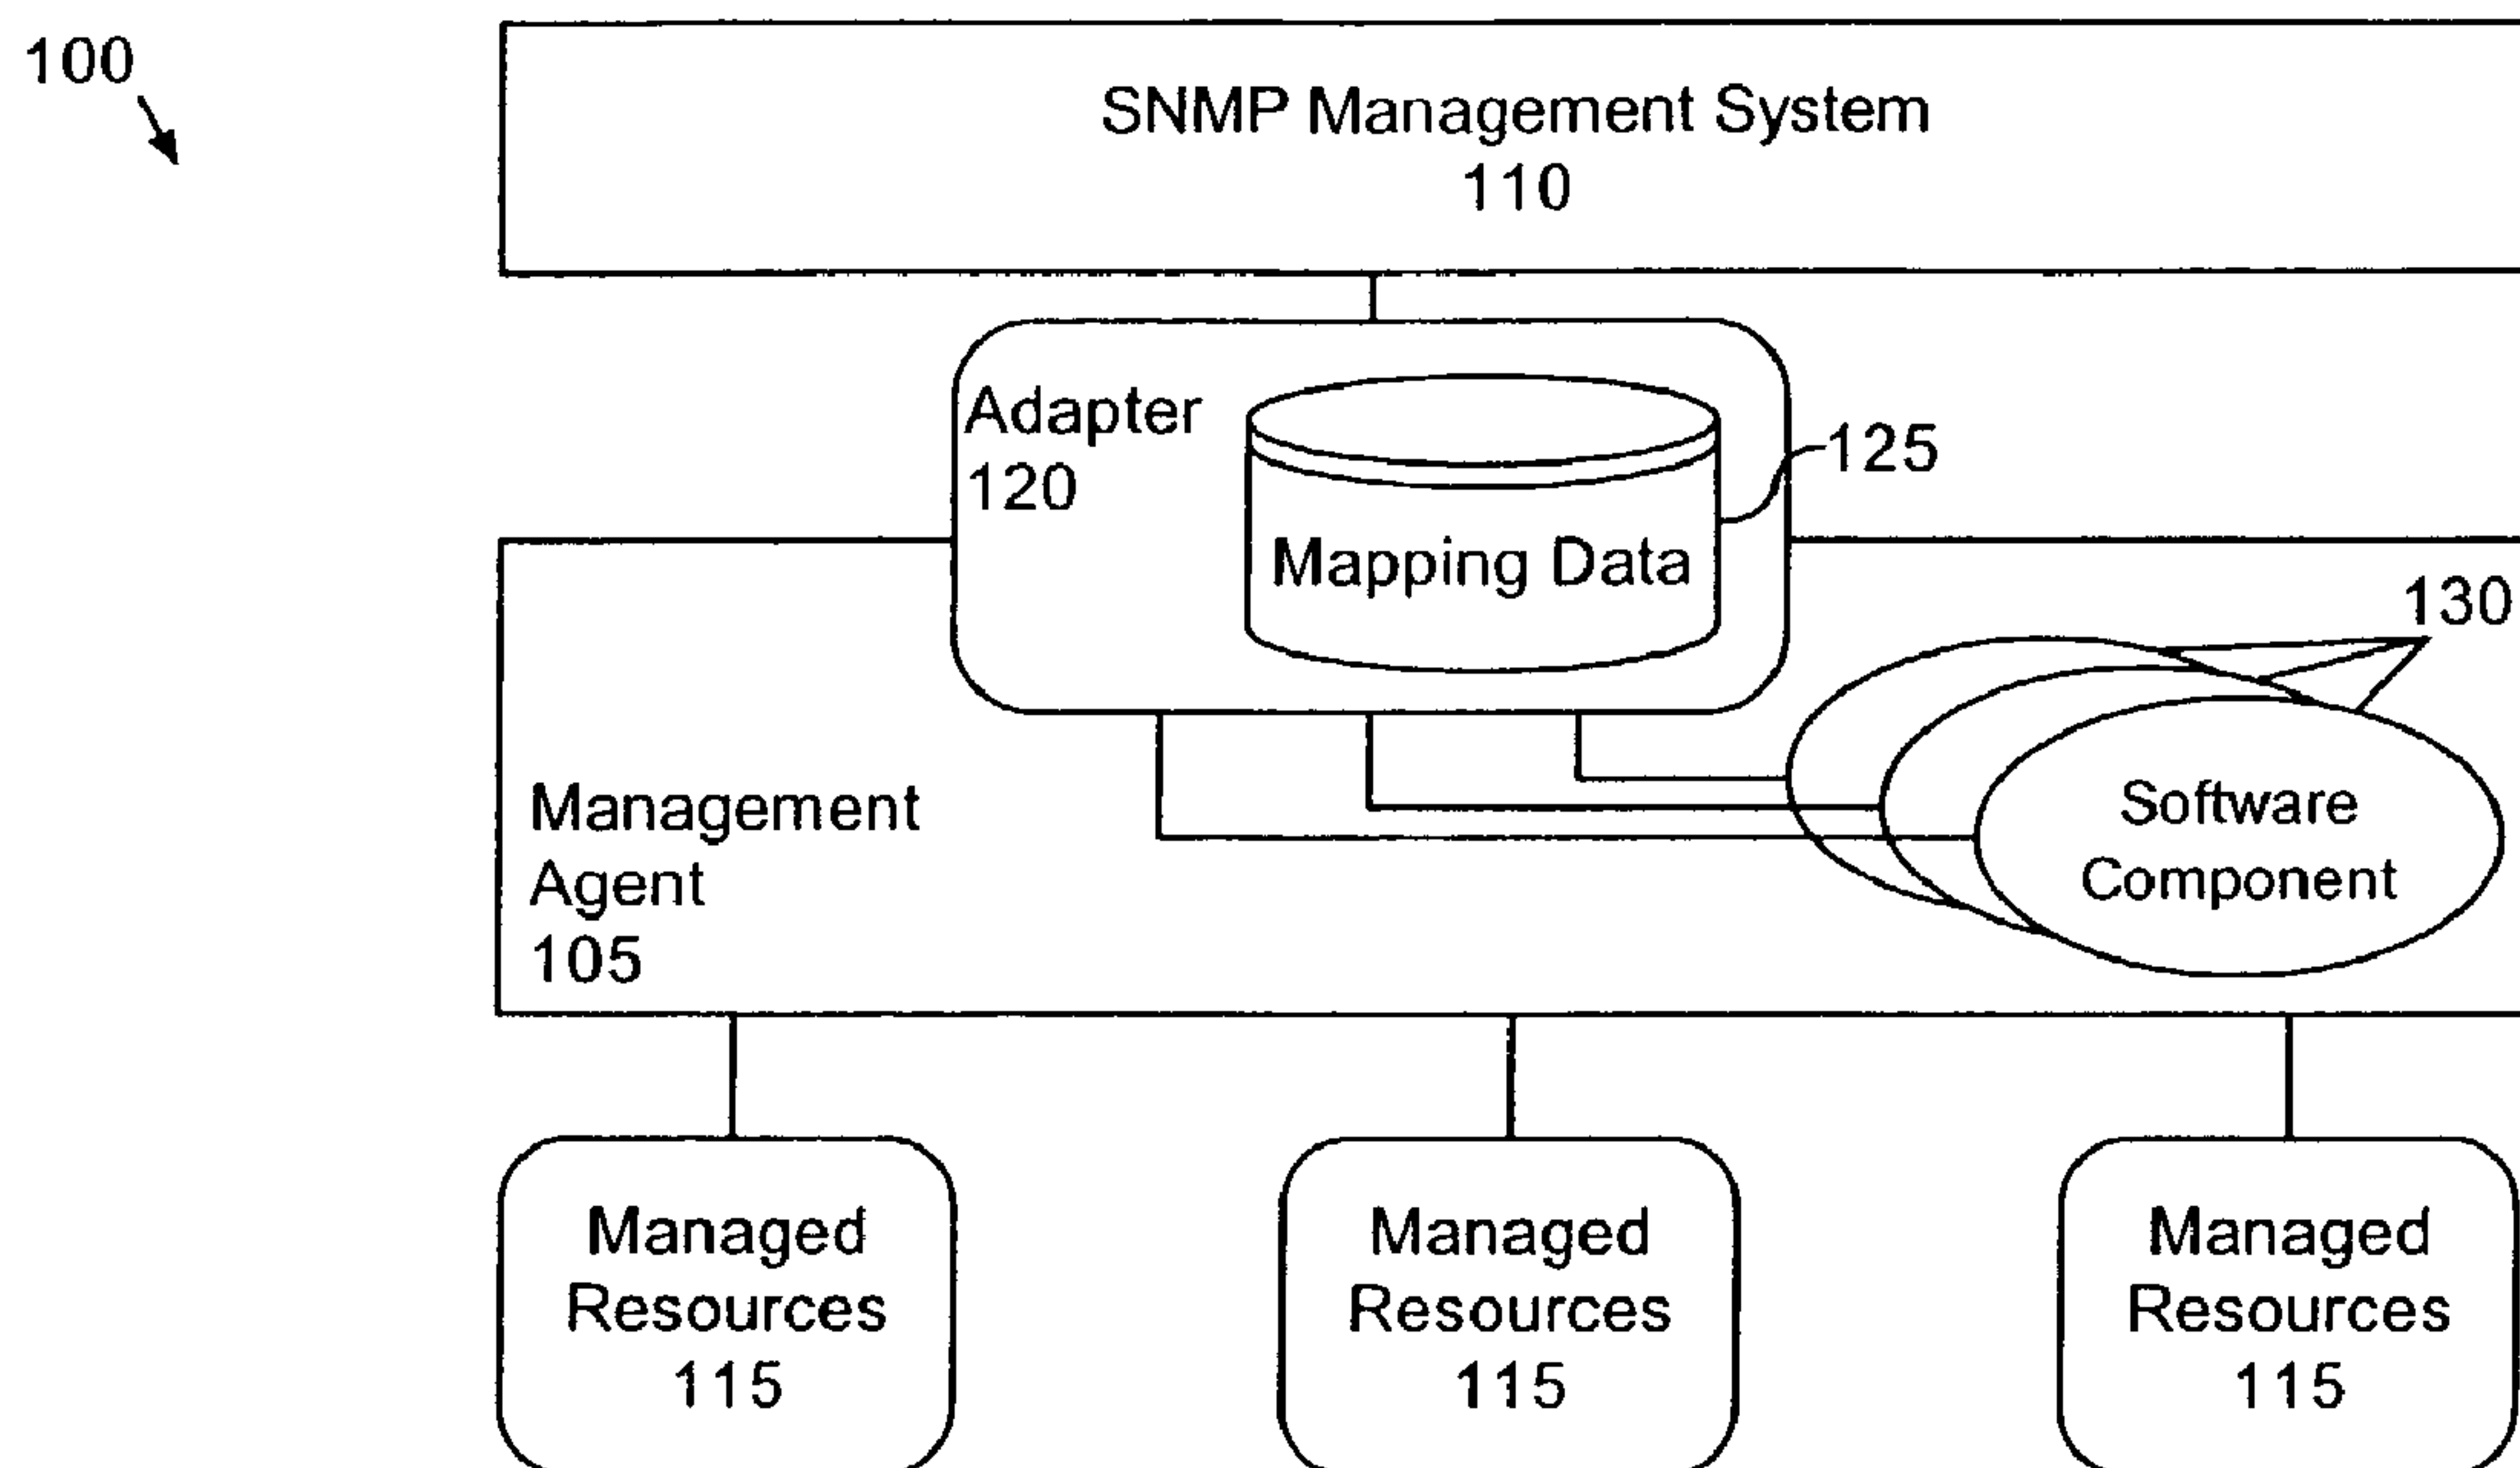 100
SNMP Management System
110
Adapter
120
125
Mapping Data
130
Management
Agent
105
Software
Component
Managed
Resources
115
Managed
Resources
115
Managed
Resources
115